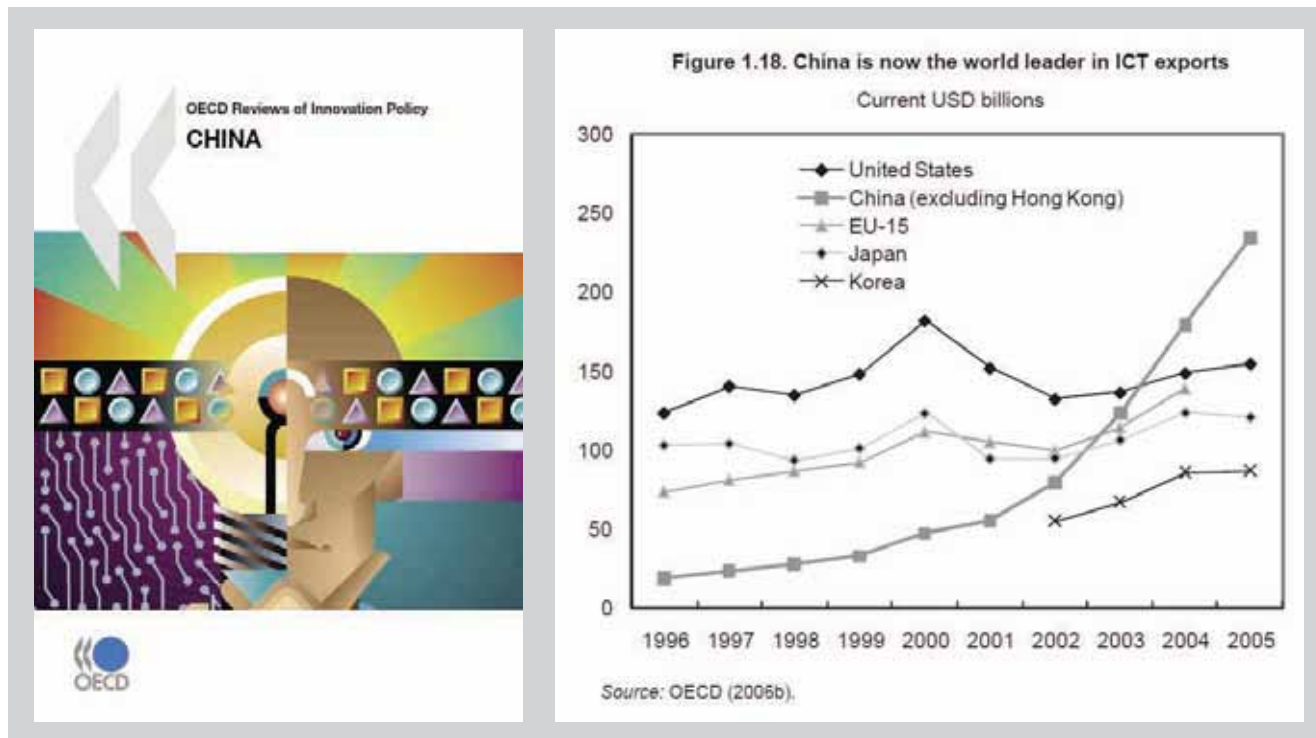 OECD Reviews of Innovation Policy
CHINA
OECD
Figure 1.18. China is now the world leader in ICT exports
Current USD billions
300
250
200
150
100
50
0
United States
China (excluding Hong Kong)
EU-15
Japan
Korea
1996 1997 1998 1999 2000 2001 2002 2003 2004 2005
Source: OECD (2006b).